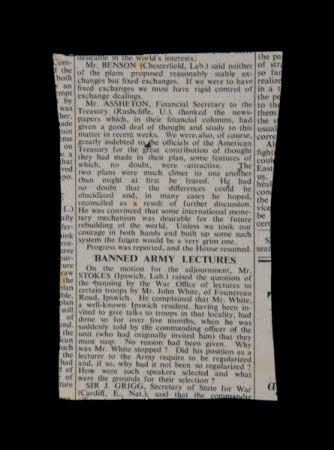 desirable in the world's interests.
Mr. BENSON (Chesterfield, Lab.) said neither
of the plans proposed reasonably stable ex-
changes but fixed exchanges. If we were to have
fixed exchanges we must have rigid control of
exchange dealings.
Mr. ASSHETON, Financial Secretary to the
Treasury (Rushcliffe, U.), thanked the news-
papers which, in their financial columns, had
given a good deal of thought and study to this
matter in recent weeks. We were also, of course,
greatly indebted to the officials of the American
Treasury for the great contribution of thought
they had made in their plan, some features of
which, no doubt, were attractive. The
two plans were much closer to one another
than might at first be feared. He had
no doubt that the differences could be
elucidated and, in many cases he hoped,
reconciled as a result of further discussion.
He was convinced that some international mone-
tary mechanism was desirable for the future
rebuilding of the world. Unless we took our
courage in both hands and built up some such
system the future would be a very grim one.
Progress was reported, and the House resumed.
BANNED ARMY LECTURES
On the motion for the adjournment, Mr.
STOKES (Ipswich, Lab.) raised the question of
the banning by the War Office of lectures to
certain troops by Mr. John White, of Founereau
Road, Ipswich. He complained that Mr. White,
a well-known Ipswich resident, having been in-
vited to give talks to troops in that locality, had
done so for over five months, when he was
suddenly told by the commanding officer of the
unit (who had originally invited him) that they
must stop. No reason had been given. Why
was Mr. White stopped? Did his position as a
lecturer to the Army require to be regularized
and, if so, why had it not been so regularized?
How were such speakers selected and what
were the grounds for their selection?
SIR J. GRIGG, Secretary of State for War
(Cardiff, E., Nat.), said that the